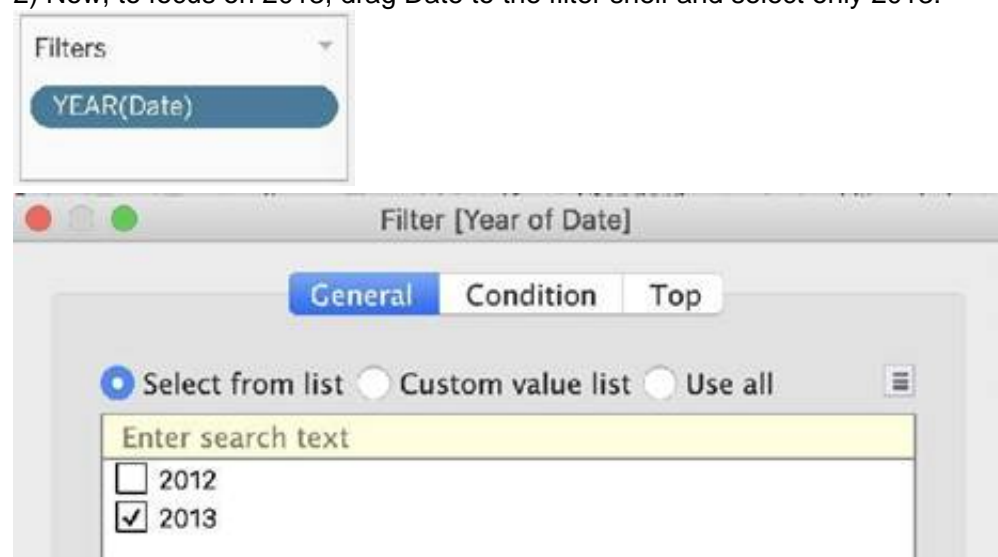 2) Now, to focus on 2013, drag Date to the filter shelf and select only 2013:
Filters
YEAR(Date)
Filter [Year of Date]
General Condition Top
Select from list Custom value list Use all
Enter search text
2012
2013